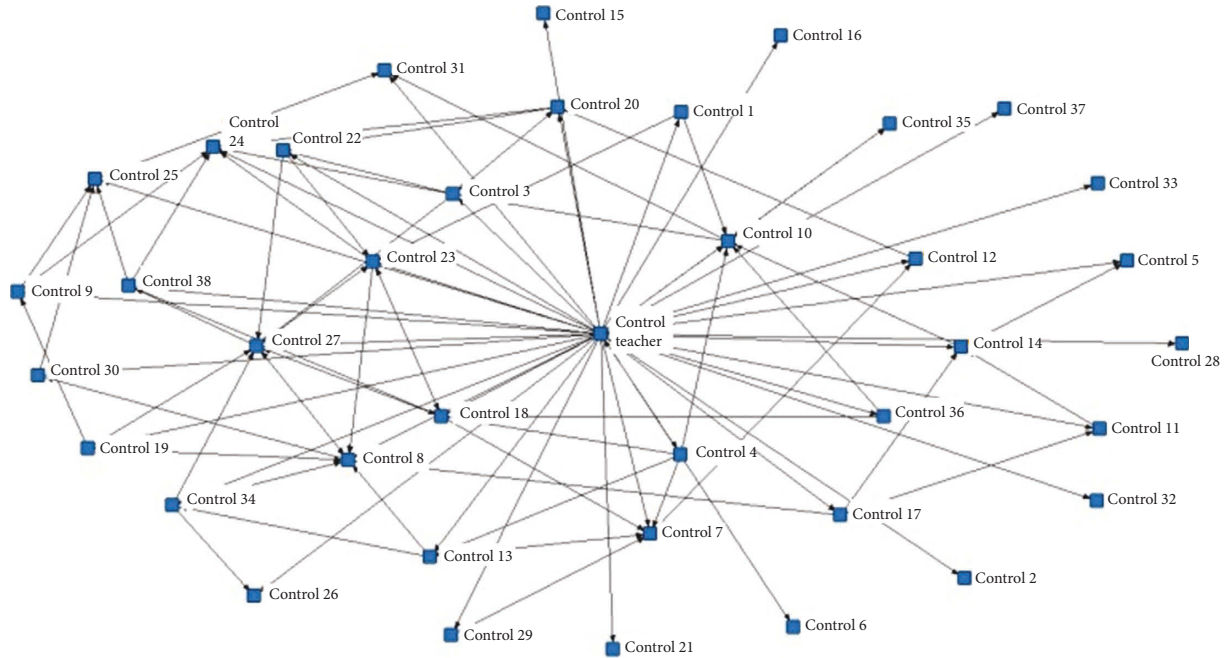 Control 15
Control 16
Control 31
Control 20
Control 1
Control 37
Control 35
Control
24
Control 22
Control 25
Control 3
Control 33
Control 10
Control 12
Control 5
Control 23
Control 38
Control 9
Control
teacher
Control 27
Control 14
Control 28
Control 30
Control 18
Control 36
Control 11
Control 19
Control 8
Control 4
Control 34
Control 32
Control 17
Control 7
Control 13
Control 2
Control 26
Control 6
Control 29
Control 21